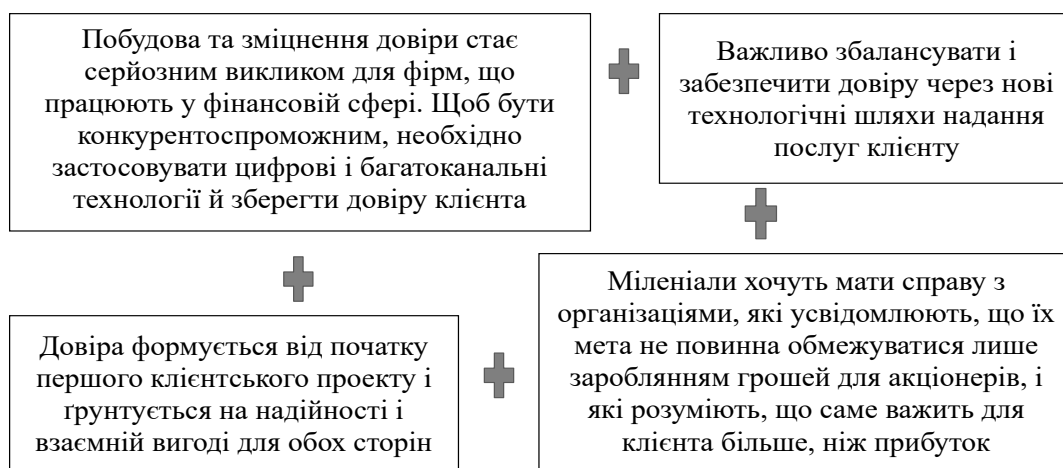 Побудова та зміцнення довіри стає
серйозним викликом для фірм, що
працюють у фінансовій сфері. Щоб бути
конкурентоспроможним, необхідно
застосовувати цифрові і багатоканальні
технології й зберегти довіру клієнта
Важливо збалансувати і
забезпечити довіру через нові
технологічні шляхи надання
послуг клієнту
Довіра формується від початку
першого клієнтського проекту і
ґрунтується на надійності і
взаємній вигоді для обох сторін
Міленіали хочуть мати справу з
організаціями, які усвідомлюють, що їх
мета не повинна обмежуватися лише
зароблянням грошей для акціонерів, і
які розуміють, що саме важить для
клієнта більше, ніж прибуток